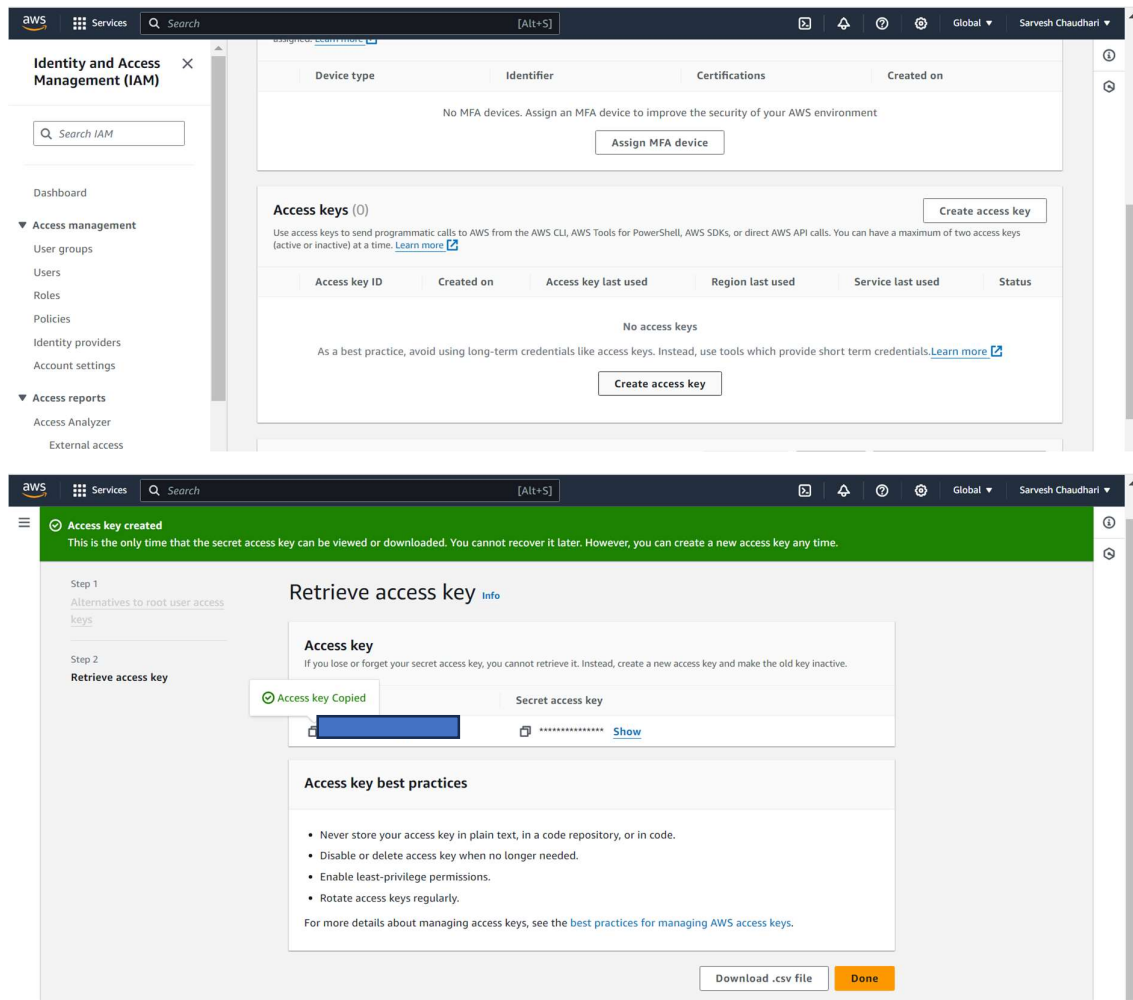 aws
Services
Search
[Alt+S]
Global ▼
Sarvesh Chaudhari ▼
Identity and Access
Management (IAM)
Search IAM
Dashboard
Access management
User groups
Users
Roles
Policies
Identity providers
Account settings
Access reports
Access Analyzer
External access
assigned. Learn more
Device type Identifier Certifications Created on
No MFA devices. Assign an MFA device to improve the security of your AWS environment
Assign MFA device
Access keys (0)
Create access key
Use access keys to send programmatic calls to AWS from the AWS CLI, AWS Tools for PowerShell, AWS SDKs, or direct AWS API calls. You can have a maximum of two access keys
(active or inactive) at a time. Learn more
Access key ID Created on Access key last used Region last used Service last used Status
No access keys
As a best practice, avoid using long-term credentials like access keys. Instead, use tools which provide short term credentials. Learn more
Create access key
aws
Services
Search
[Alt+S]
Global ▼
Sarvesh Chaudhari ▼
Access key created
This is the only time that the secret access key can be viewed or downloaded. You cannot recover it later. However, you can create a new access key any time.
Step 1
Alternatives to root user access
keys
Step 2
Retrieve access key
Retrieve access key Info
Access key
If you lose or forget your secret access key, you cannot retrieve it. Instead, create a new access key and make the old key inactive.
Access key Copied
Secret access key
*************** Show
Access key best practices
• Never store your access key in plain text, in a code repository, or in code.
• Disable or delete access key when no longer needed.
• Enable least-privilege permissions.
• Rotate access keys regularly.
For more details about managing access keys, see the best practices for managing AWS access keys.
Download .csv file
Done